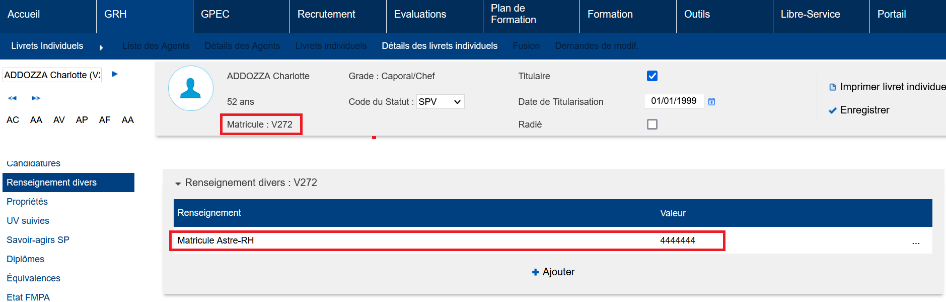 Accueil GRH GPEC Recrutement Evaluations Plan de Formation Formation Outils Libre-Service Portail
Livrets Individuels Liste des Agents Détails des Agents Livrets Individuels Détails des livrets individuels Fusion Demandes de modif.
ADDOZZA Charlotte (V:
AC AA AV AP AF AA
ADDOZZA Charlotte Grade : Caporal/Chef Titulaire
52 ans Code du Statut : SPV Date de Titularisation 01/01/1999
Matricule : V272 Radié
Imprimer livret individue
Enregistrer
Candidatures
Renseignement divers
Propriétés
UV suivies
Savoir-agirs SP
Diplômes
Équivalences
Etat FMPA
Renseignement divers : V272
Renseignement Valeur
Matricule Astre-RH 4444444 ...
Ajouter